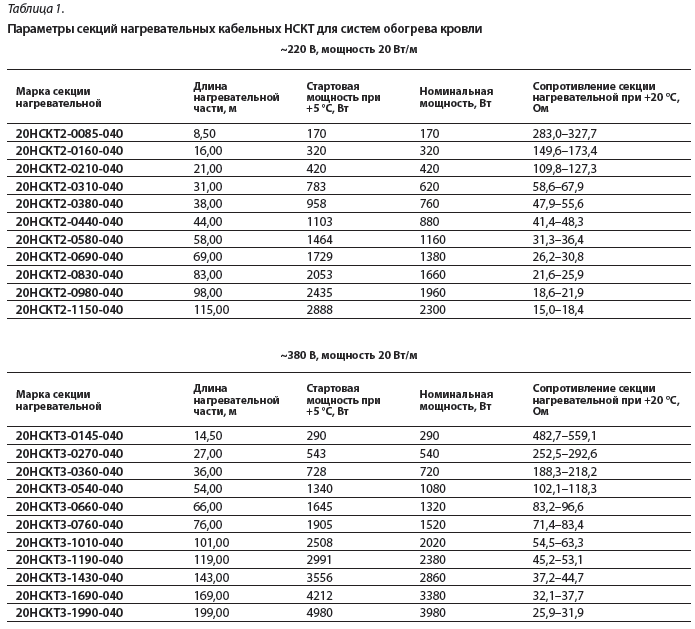 Таблица 1.
Параметры секций нагревательных кабельных НСКТ для систем обогрева кровли
~220 В, мощность 20 Вт/м
Марка секции нагревательной | Длина нагревательной части, м | Стартовая мощность при +5 °С, Вт | Номинальная мощность, Вт | Сопротивление секции нагревательной при +20 °С, Ом
20НСКТ2-0085-040 8,50 170 170 283,0–327,7
20НСКТ2-0160-040 16,00 320 320 149,6–173,4
20НСКТ2-0210-040 21,00 420 420 109,8–127,3
20НСКТ2-0310-040 31,00 783 620 58,6–67,9
20НСКТ2-0380-040 38,00 958 760 47,9–55,6
20НСКТ2-0440-040 44,00 1103 880 41,4–48,3
20НСКТ2-0580-040 58,00 1464 1160 31,3–36,4
20НСКТ2-0690-040 69,00 1729 1380 26,2–30,8
20НСКТ2-0830-040 83,00 2053 1660 21,6–25,9
20НСКТ2-0980-040 98,00 2435 1960 18,6–21,9
20НСКТ2-1150-040 115,00 2888 2300 15,0–18,4
~380 В, мощность 20 Вт/м
Марка секции нагревательной | Длина нагревательной части, м | Стартовая мощность при +5 °С, Вт | Номинальная мощность, Вт | Сопротивление секции нагревательной при +20 °С, Ом
20НСКТ3-0145-040 14,50 290 290 482,7–559,1
20НСКТ3-0270-040 27,00 543 540 252,5–292,6
20НСКТ3-0360-040 36,00 728 720 188,3–218,2
20НСКТ3-0540-040 54,00 1340 1080 102,1–118,3
20НСКТ3-0660-040 66,00 1645 1320 83,2–96,6
20НСКТ3-0760-040 76,00 1905 1520 71,4–83,4
20НСКТ3-1010-040 101,00 2508 2020 54,5–63,3
20НСКТ3-1190-040 119,00 2991 2380 45,2–53,1
20НСКТ3-1430-040 143,00 3556 2860 37,2–44,7
20НСКТ3-1690-040 169,00 4212 3380 32,1–37,7
20НСКТ3-1990-040 199,00 4980 3980 25,9–31,9